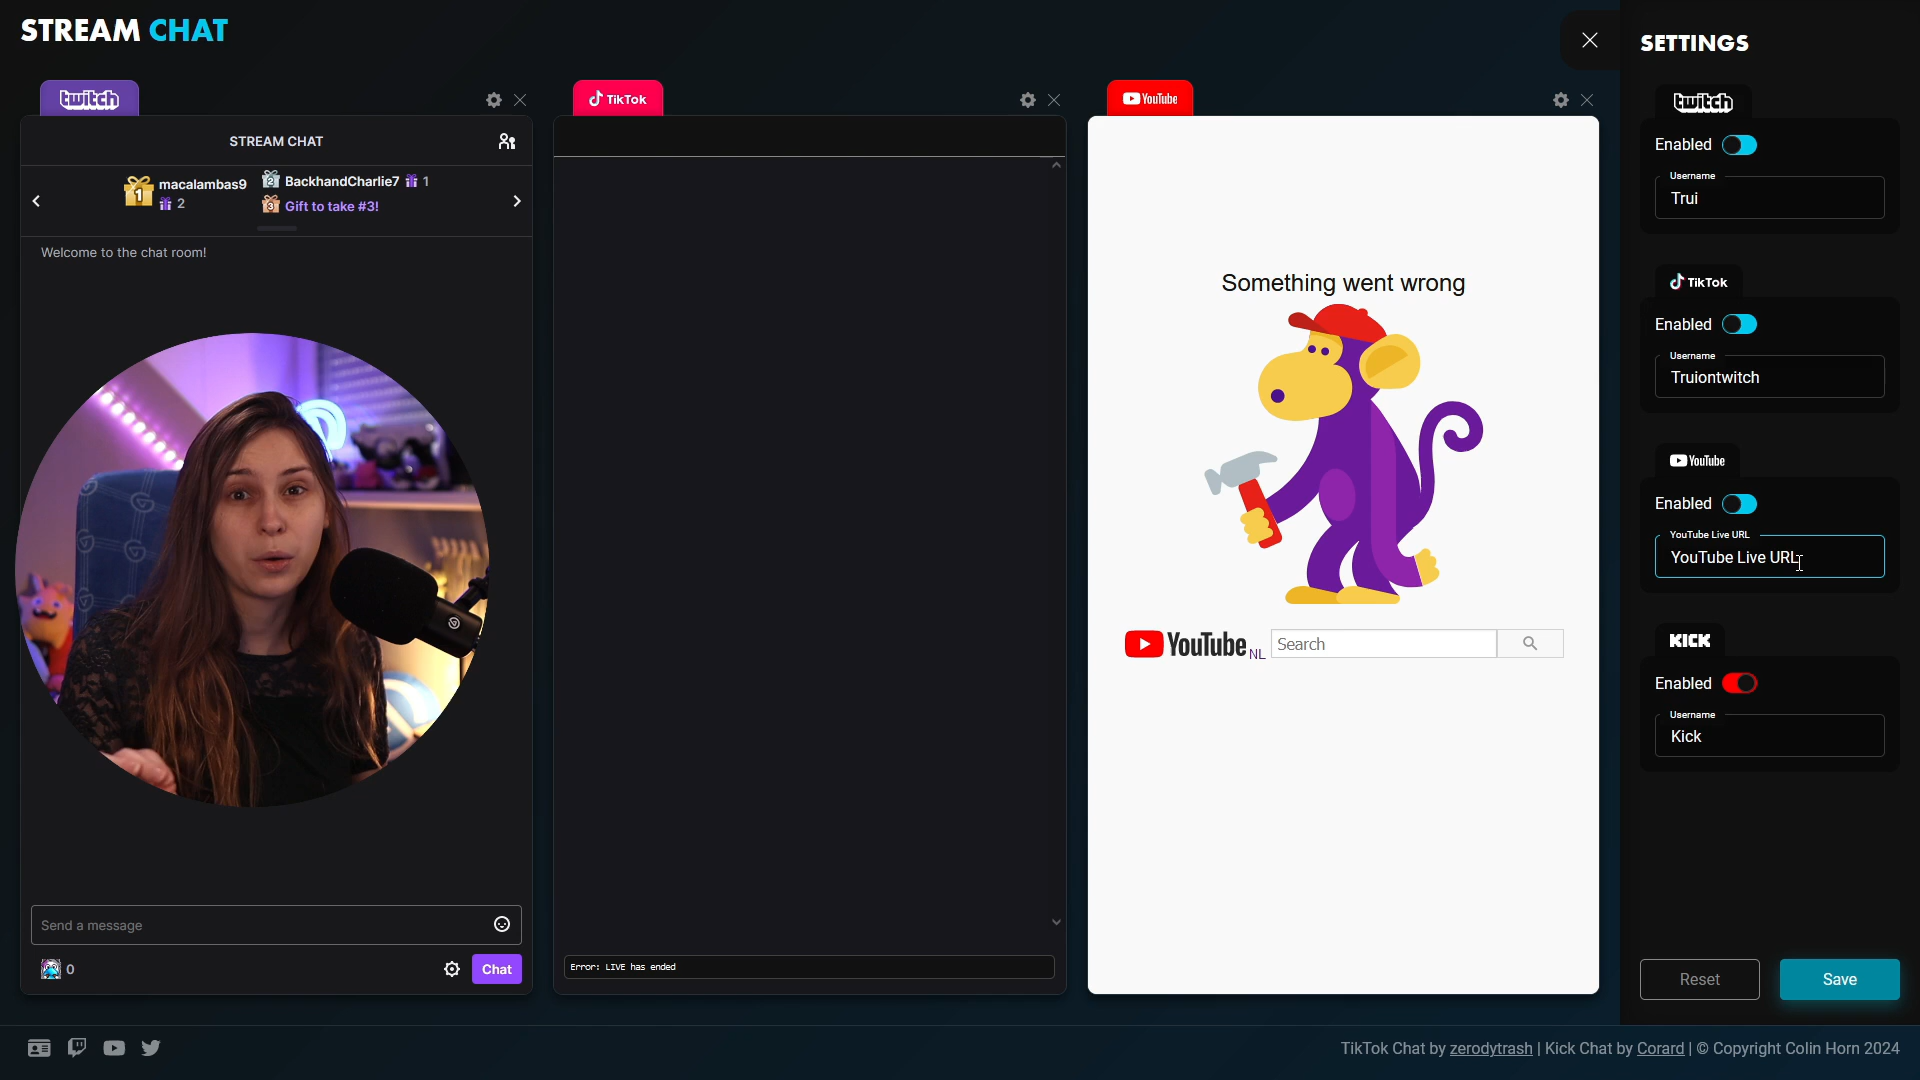 STREAM CHAT
twitch
STREAM CHAT
1
macalambas9
2
2
BackhandCharlie7
1
3
Gift to take #3!
Welcome to the chat room!
Send a message
0
Chat
TikTok
Error: LIVE has ended
YouTube
Something went wrong
YouTube NL
Search
SETTINGS
twitch
Enabled
Username
Trui
TikTok
Enabled
Username
Truiontwitch
YouTube
Enabled
YouTube Live URL
YouTube Live URL
KICK
Enabled
Username
Kick
Reset
Save
TikTok Chat by zerodytrash | Kick Chat by Corard | © Copyright Colin Horn 2024